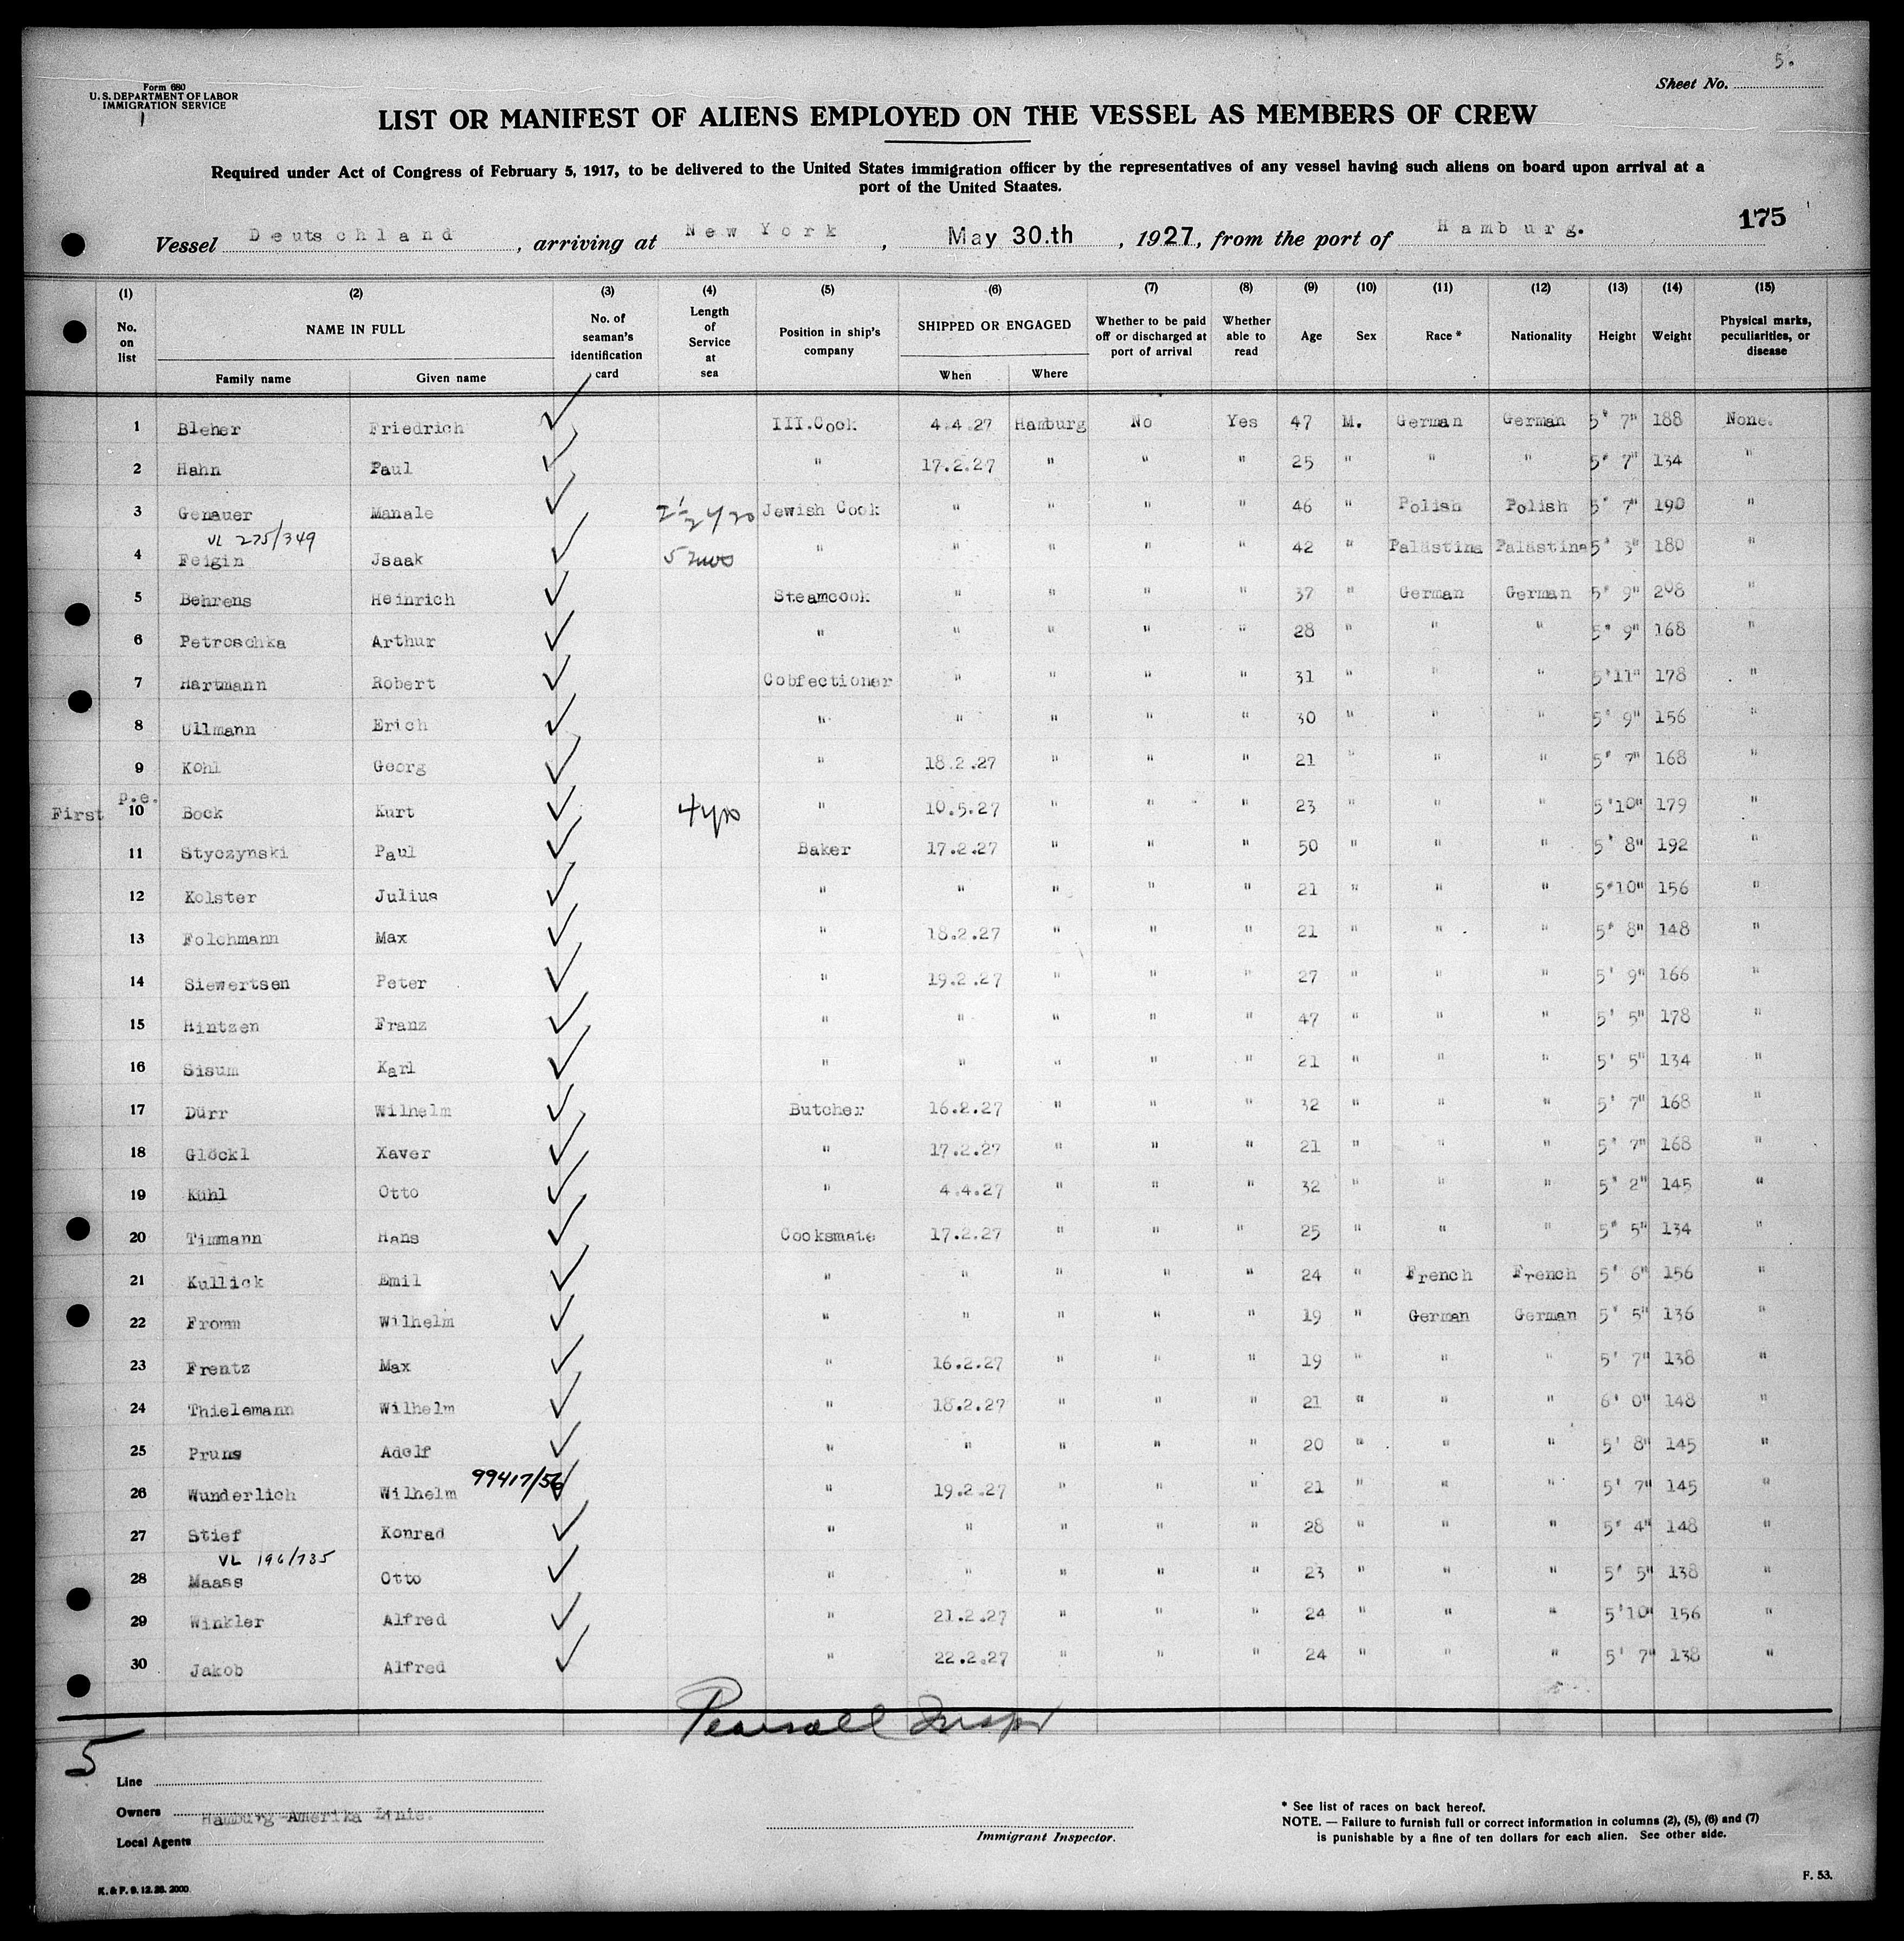 5.
Form 680
U. S. DEPARTMENT OF LABOR
IMMIGRATION SERVICE
Sheet No.
LIST OR MANIFEST OF ALIENS EMPLOYED ON THE VESSEL AS MEMBERS OF CREW
Required under Act of Congress of February 5, 1917, to be delivered to the United States immigration officer by the representatives of any vessel having such aliens on board upon arrival at a
port of the United Staates.
175
Vessel Deutschland, arriving at New York, May 30.th, 1927, from the port of Hamburg.
(1) (2) (3) (4) (5) (6) (7) (8) (9) (10) (11) (12) (13) (14) (15)
No. on list NAME IN FULL Family name Given name No. of seaman's identification card Length of Service at sea Position in ship's company SHIPPED OR ENGAGED When Where Whether to be paid off or discharged at port of arrival Whether able to read Age Sex Race * Nationality Height Weight Physical marks, peculiarities, or disease
1 Bleher Friedrich ✓ III.Cook 4.4.27 Hamburg No Yes 47 M. German German 5' 7" 188 None.
2 Hahn Paul ✓ " 17.2.27 " " " 25 " " " 5' 7" 134 "
3 Genauer Manale ✓ 2 1/2 yrs Jewish Cook " " " " 46 " Polish Polish 5' 7" 190 "
VL 275/349
4 Feigin Jsaak ✓ 5 mos " " " " " 42 " Palästina Palästina 5' 3" 180 "
5 Behrens Heinrich ✓ Steamcook " " " " 37 " German German 5' 9" 208 "
6 Petroschka Arthur ✓ " " " " " 28 " " " 5' 9" 168 "
7 Hartmann Robert ✓ Cobfectioner " " " " 31 " " " 5'11" 178 "
8 Ullmann Erich ✓ " " " " " 30 " " " 5' 9" 156 "
9 Kohl Georg ✓ " 18.2.27 " " " 21 " " " 5' 7" 168 "
p.e.
First 10 Bock Kurt ✓ 4 yrs " 10.5.27 " " " 23 " " " 5'10" 179 "
11 Styczynski Paul ✓ Baker 17.2.27 " " " 50 " " " 5' 8" 192 "
12 Kolster Julius ✓ " " " " " 21 " " " 5'10" 156 "
13 Folchmann Max ✓ " 18.2.27 " " " 21 " " " 5' 8" 148 "
14 Siewertsen Peter ✓ " 19.2.27 " " " 27 " " " 5' 9" 166 "
15 Hintzen Franz ✓ " " " " " 47 " " " 5' 5" 178 "
16 Sisum Karl ✓ " " " " " 21 " " " 5' 5" 134 "
17 Dürr Wilhelm ✓ Butcher 16.2.27 " " " 32 " " " 5' 7" 168 "
18 Glöckl Xaver ✓ " 17.2.27 " " " 21 " " " 5' 7" 168 "
19 Kühl Otto ✓ " 4.4.27 " " " 32 " " " 5' 2" 145 "
20 Timmann Hans ✓ Cooksmate 17.2.27 " " " 25 " " " 5' 5" 134 "
21 Kullick Emil ✓ " " " " " 24 " French French 5' 6" 156 "
22 Fromm Wilhelm ✓ " " " " " 19 " German German 5' 5" 136 "
23 Frentz Max ✓ " 16.2.27 " " " 19 " " " 5' 7" 138 "
24 Thielemann Wilhelm ✓ " 18.2.27 " " " 21 " " " 6' 0" 148 "
25 Pruns Adolf ✓ " " " " " 20 " " " 5' 8" 145 "
99417/56
26 Wunderlich Wilhelm ✓ " 19.2.27 " " " 21 " " " 5' 7" 145 "
27 Stief Konrad ✓ " " " " " 28 " " " 5' 4" 148 "
VL 196/735
28 Maass Otto ✓ " " " " " 23 " " " 5' 5" 138 "
29 Winkler Alfred ✓ " 21.2.27 " " " 24 " " " 5'10" 156 "
30 Jakob Alfred ✓ " 22.2.27 " " " 24 " " " 5' 7" 138 "
Pearsall Inspr
5
Line
Owners Hamburg-Amerika Linie.
Local Agents
Immigrant Inspector.
* See list of races on back hereof.
NOTE. — Failure to furnish full or correct information in columns (2), (5), (6) and (7)
is punishable by a fine of ten dollars for each alien. See other side.
K. & F. 9. 12. 26. 2000
F. 53.